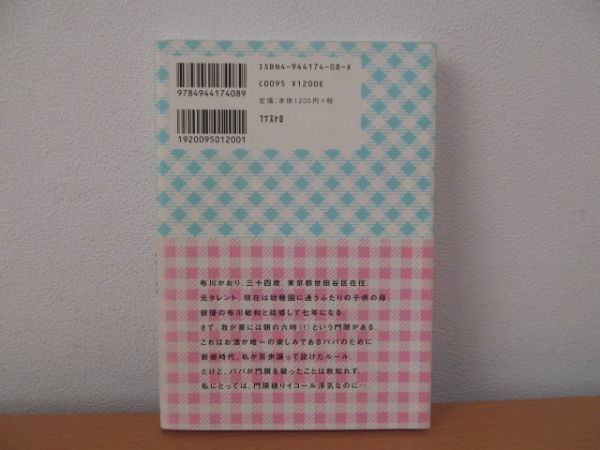 ISBN4-944174-08-X
C0095 ¥1200E
定価:本体1200円+税
マガスト〇
9784944174089
1920095012001
布川かおり、三十四歳。東京都世田谷区在住。
元タレント。現在は幼稚園に通うふたりの子供の母。
俳優の布川敏和と結婚して七年になる。
さて、我が家には朝の六時(!)という門限がある。
これはお酒が唯一の楽しみであるパパのために
新婚時代、私が百歩譲って設けたルール。
だけど、パパが門限を破ったことは数知れず。
私にとっては、門限破りイコール浮気なのに…。